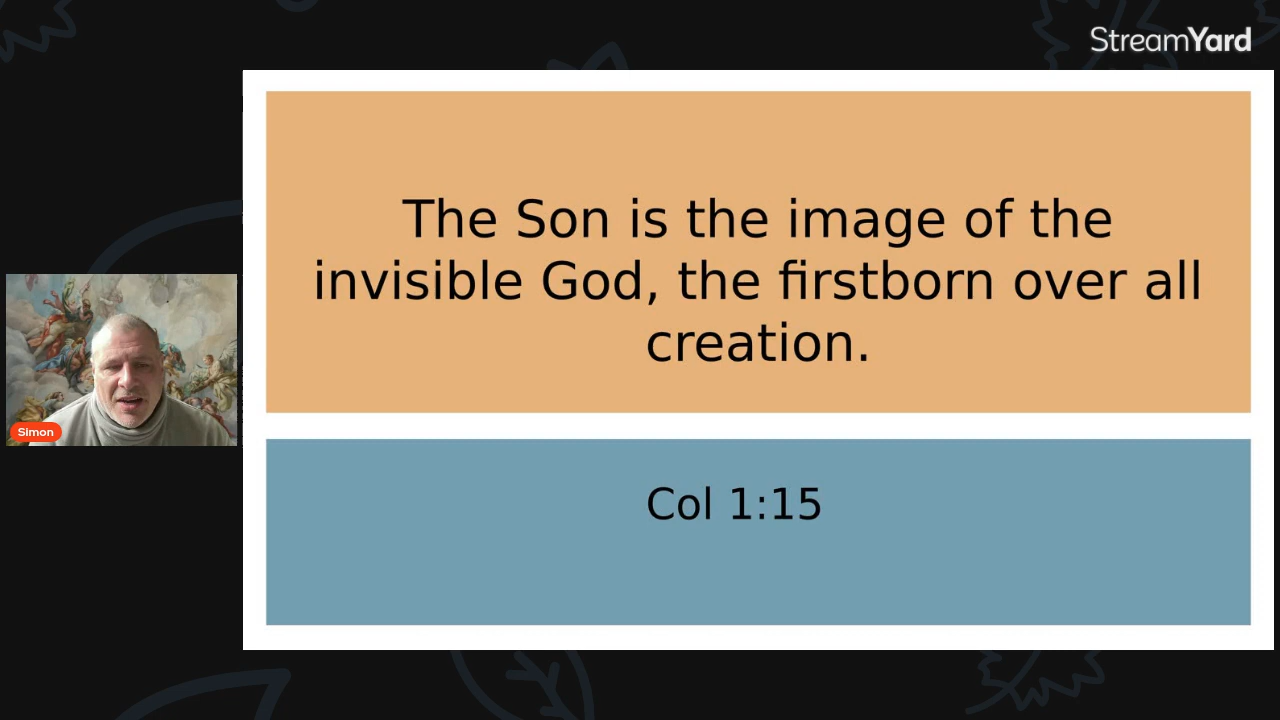 StreamYard
The Son is the image of the
invisible God, the firstborn over all
creation.
Simon
Col 1:15